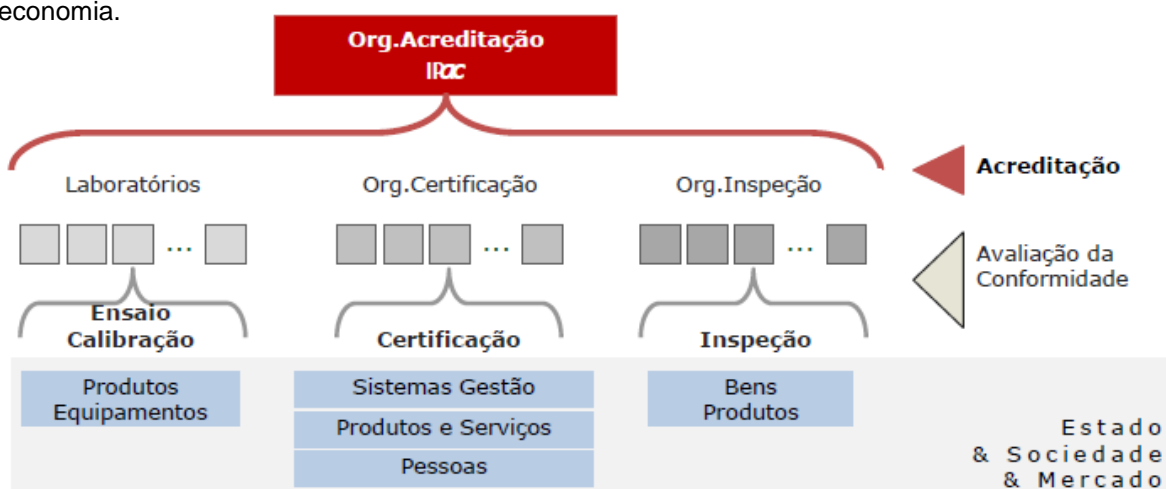 economia.
Org.Acreditação
IPac
Acreditação
Laboratórios
Org.Certificação
Org.Inspeção
...
...
...
Avaliação da
Conformidade
Ensaio
Calibração
Certificação
Inspeção
Produtos
Equipamentos
Sistemas Gestão
Produtos e Serviços
Pessoas
Bens
Produtos
Estado
& Sociedade
& Mercado